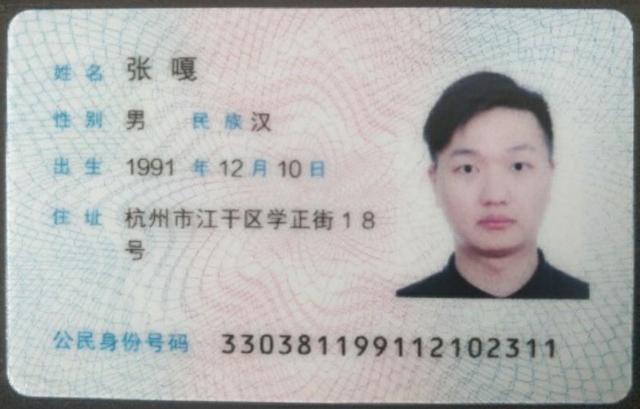 姓名 张嘎
性别 男 民族 汉
出生 1991 年 12 月 10 日
住址 杭州市江干区学正街18
号
公民身份号码 330381199112102311